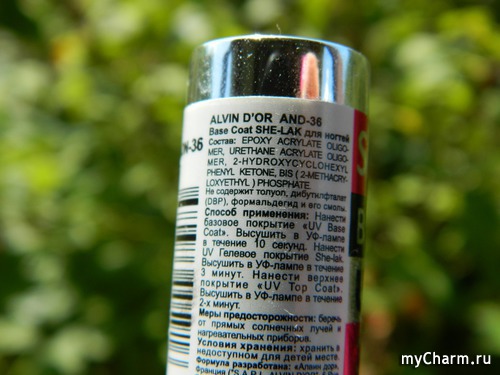 ALVIN D'OR AND-36
Base Coat SHE-LAK для ногтей
Состав: EPOXY ACRYLATE OLIGO-
MER, URETHANE ACRYLATE OLIGO-
MER, 2-HYDROXYCYCLOHEXYL
PHENYL KETONE, BIS ( 2-METHACRY-
LOXYETHYL ) PHOSPHATE.
Не содержит толуол, дибутилфталат
(DBP), формальдегид и его смолы.
Способ применения: Нанести
базовое покрытие «UV Base
Coat». Высушить в УФ-лампе в
течение 10 секунд. Нанести
UV Гелевое покрытие She-lak.
Высушить в УФ-лампе в течение
3 минут. Нанести верхнее
покрытие «UV Top Coat».
Высушить в УФ-лампе в течение
2-х минут.
Меры предосторожности: беречь
от прямых солнечных лучей и
нагревательных приборов.
Условия хранения: хранить в
недоступном для детей месте.
Формула разработана: «Алвин дор»,
-36
myCharm.ru